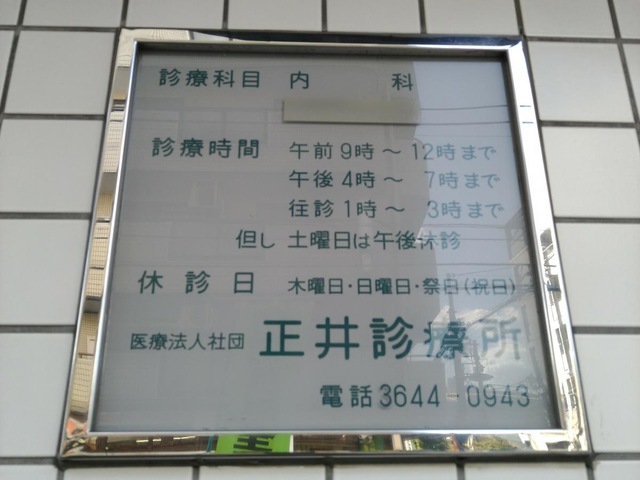 診療科目 内科
診療時間 午前9時〜12時まで
午後4時〜7時まで
往診1時〜3時まで
但し 土曜日は午後休診
休診日 木曜日・日曜日・祭日(祝日)
医療法人社団 正井診療所
電話3644-0943